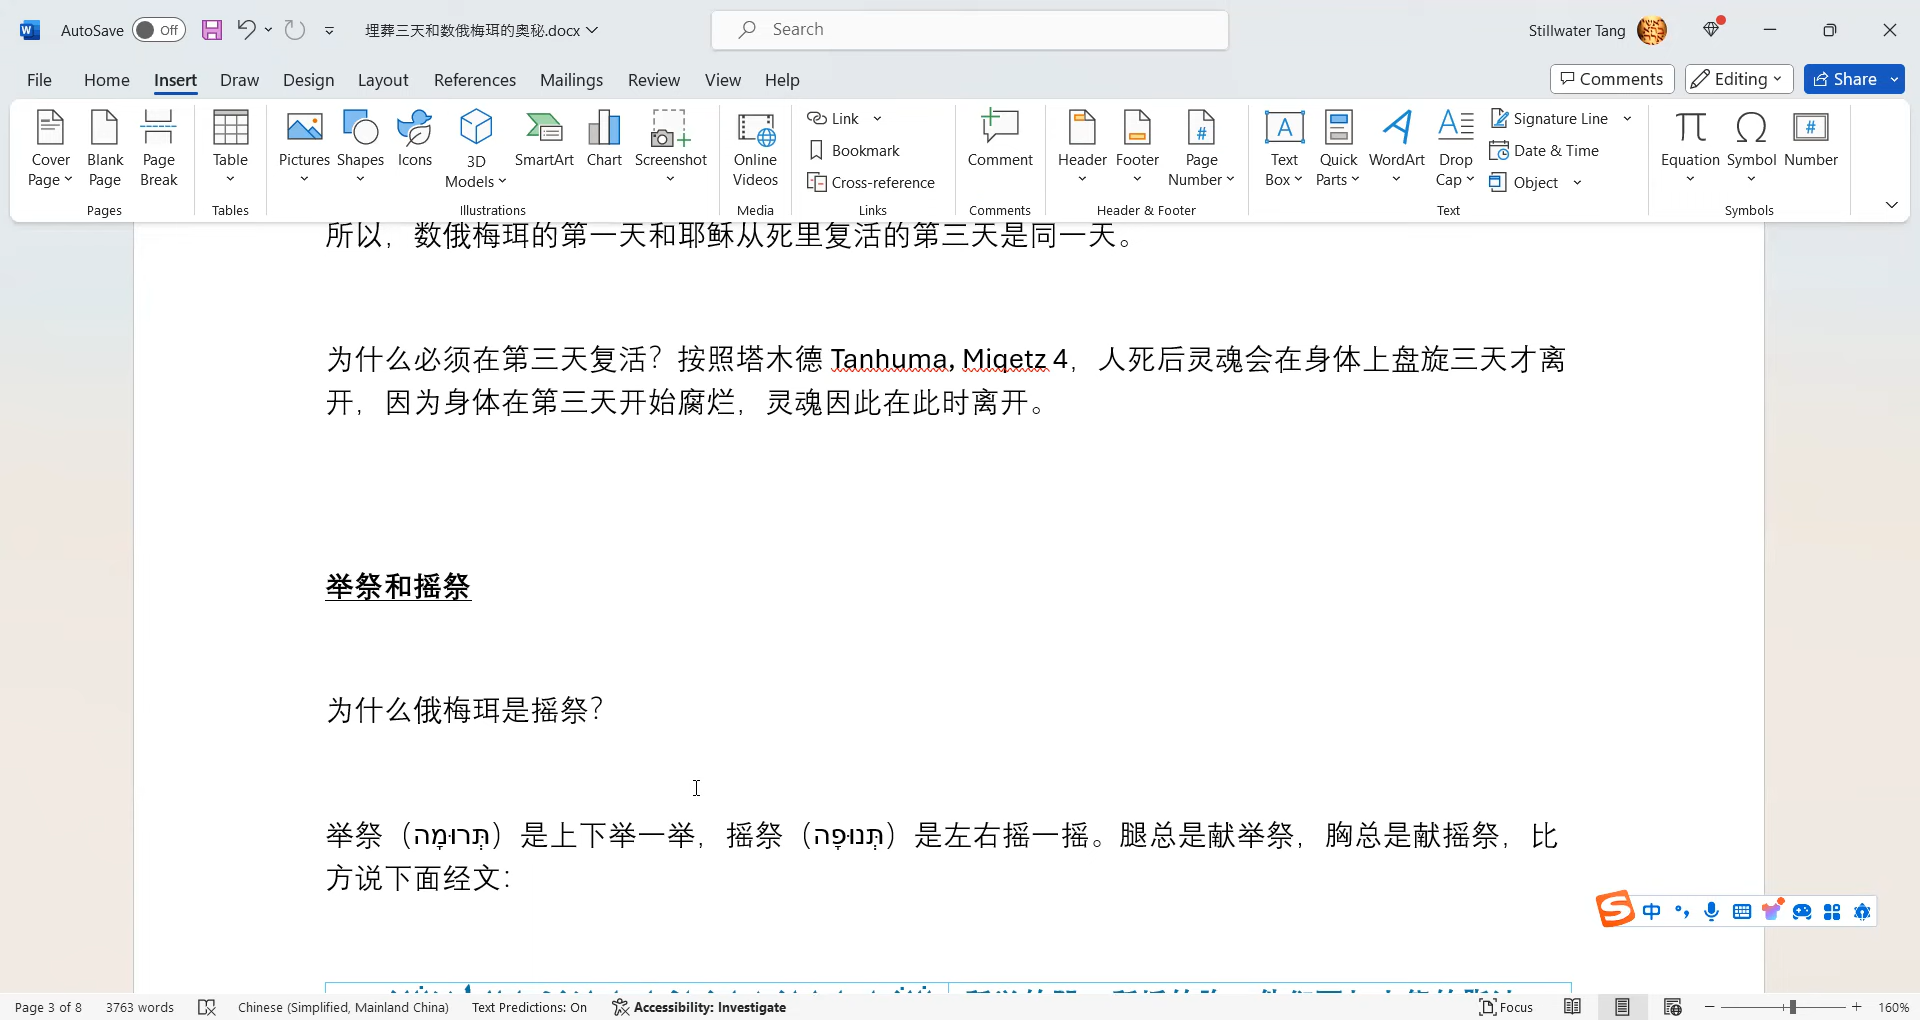 AutoSave Off 埋葬三天和数俄梅珥的奥秘.docx Search Stillwater Tang
File Home Insert Draw Design Layout References Mailings Review View Help Comments Editing Share
Cover Page
Blank Page
Page Break
Pages
Table
Tables
Pictures
Shapes
Icons
3D Models
SmartArt
Chart
Screenshot
Illustrations
Online Videos
Media
Link
Bookmark
Cross-reference
Links
Comment
Comments
Header
Footer
Page Number
Header & Footer
Text Box
Quick Parts
WordArt
Drop Cap
Signature Line
Date & Time
Object
Text
Equation
Symbol
Number
Symbols
所以，数俄梅珥的第一天和耶稣从死里复活的第三天是同一天。
为什么必须在第三天复活？按照塔木德 Tanhuma, Miqetz 4，人死后灵魂会在身体上盘旋三天才离
开，因为身体在第三天开始腐烂，灵魂因此在此时离开。
举祭和摇祭
为什么俄梅珥是摇祭？
举祭（תְּרוּמָה）是上下举一举，摇祭（תְּנוּפָה）是左右摇一摇。腿总是献举祭，胸总是献摇祭，比
方说下面经文：
中
Page 3 of 8 3763 words Chinese (Simplified, Mainland China) Text Predictions: On Accessibility: Investigate Focus 160%